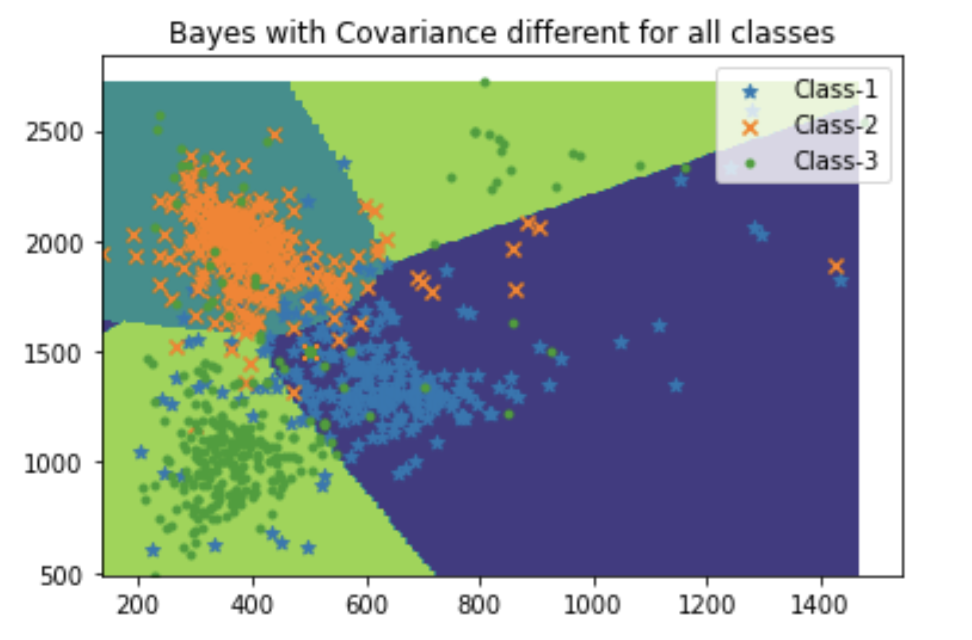 Bayes with Covariance different for all classes
Class-1
Class-2
Class-3
2500
2000
1500
1000
500
200 400 600 800 1000 1200 1400